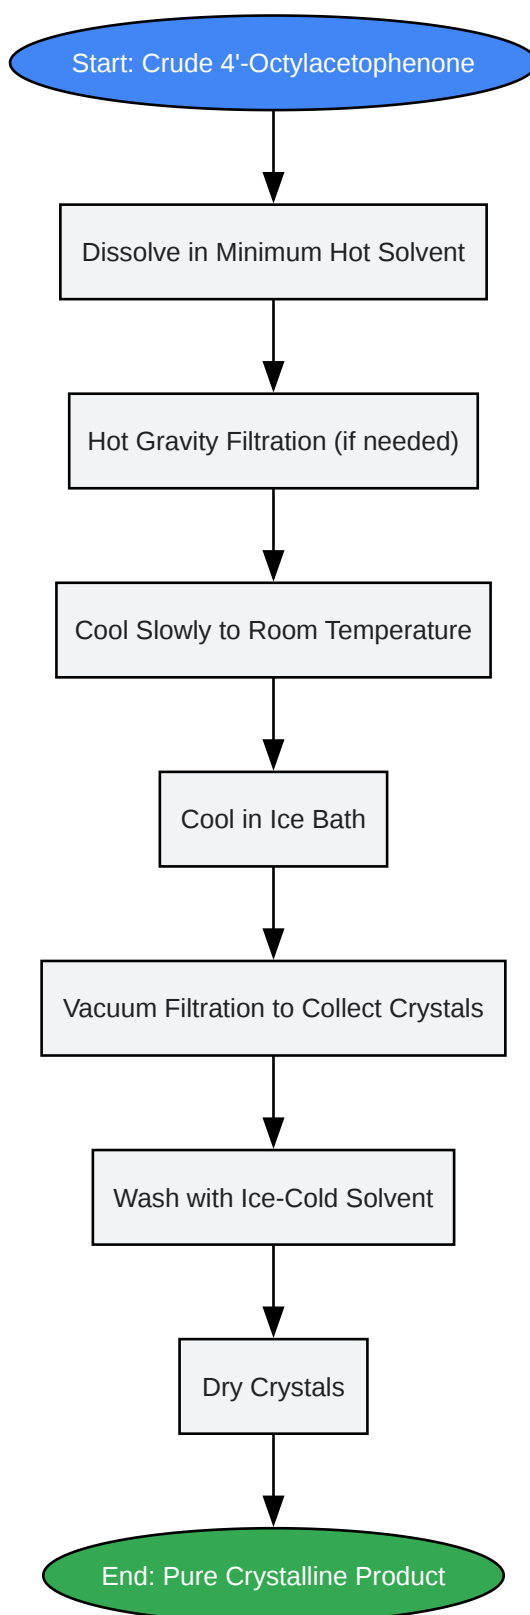 Start: Crude 4'-Octylacetophenone
Dissolve in Minimum Hot Solvent
Hot Gravity Filtration (if needed)
Cool Slowly to Room Temperature
Cool in Ice Bath
Vacuum Filtration to Collect Crystals
Wash with Ice-Cold Solvent
Dry Crystals
End: Pure Crystalline Product